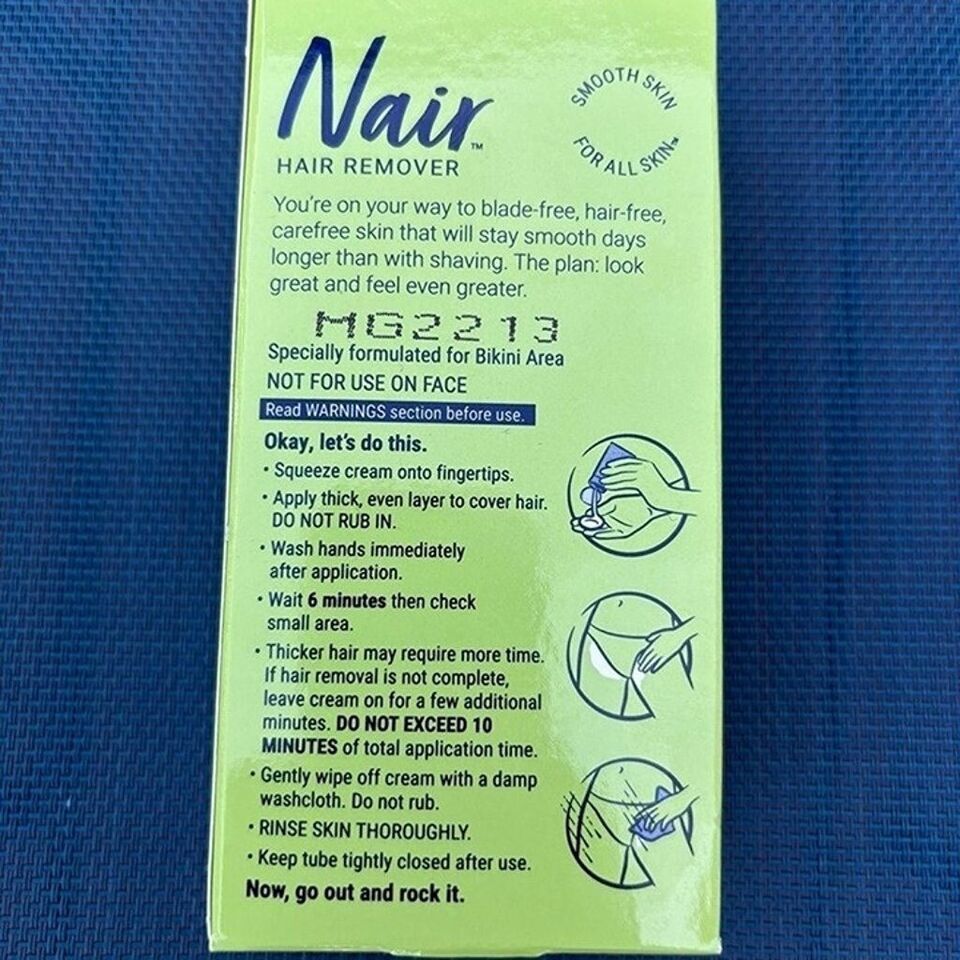 Nair™
HAIR REMOVER
SMOOTH SKIN
FOR ALL SKIN™
You're on your way to blade-free, hair-free,
carefree skin that will stay smooth days
longer than with shaving. The plan: look
great and feel even greater.
MG2213
Specially formulated for Bikini Area
NOT FOR USE ON FACE
Read WARNINGS section before use.
Okay, let's do this.
• Squeeze cream onto fingertips.
• Apply thick, even layer to cover hair.
DO NOT RUB IN.
• Wash hands immediately
after application.
• Wait 6 minutes then check
small area.
• Thicker hair may require more time.
If hair removal is not complete,
leave cream on for a few additional
minutes. DO NOT EXCEED 10
MINUTES of total application time.
• Gently wipe off cream with a damp
washcloth. Do not rub.
• RINSE SKIN THOROUGHLY.
• Keep tube tightly closed after use.
Now, go out and rock it.